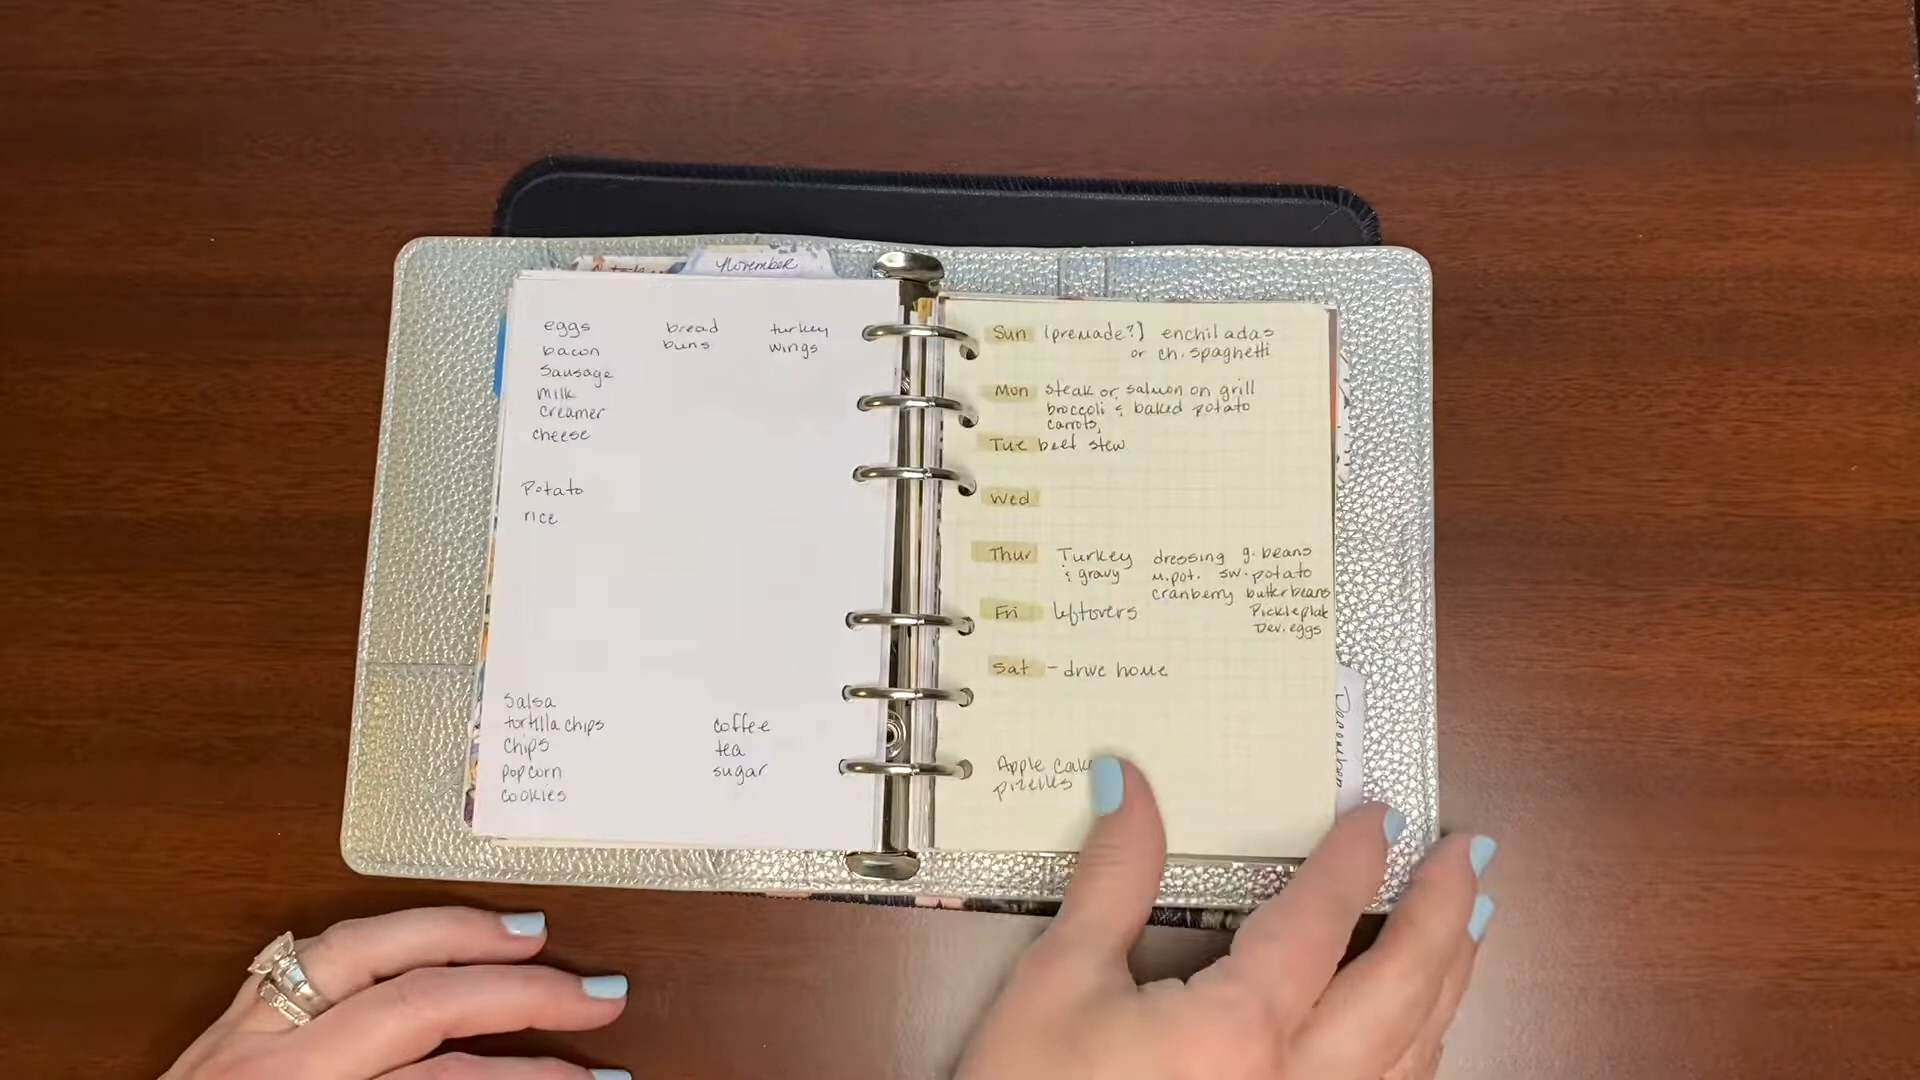 November
eggs bread turkey
bacon buns wings
sausage
milk
creamer
cheese
Potato
rice
Salsa
tortilla chips coffee
chips tea
popcorn sugar
cookies
Sun (premade?] enchiladas
or ch. spaghetti
Mon steak or salmon on grill
broccoli & baked potato
carrots,
Tue beef stew
Wed
Thur Turkey dressing g. beans
& gravy m.pot. sw. potato
cranberry butterbeans
Fri leftovers Pickleplate
Dev. eggs
Sat - drive home
Apple Cake
pizelles
December